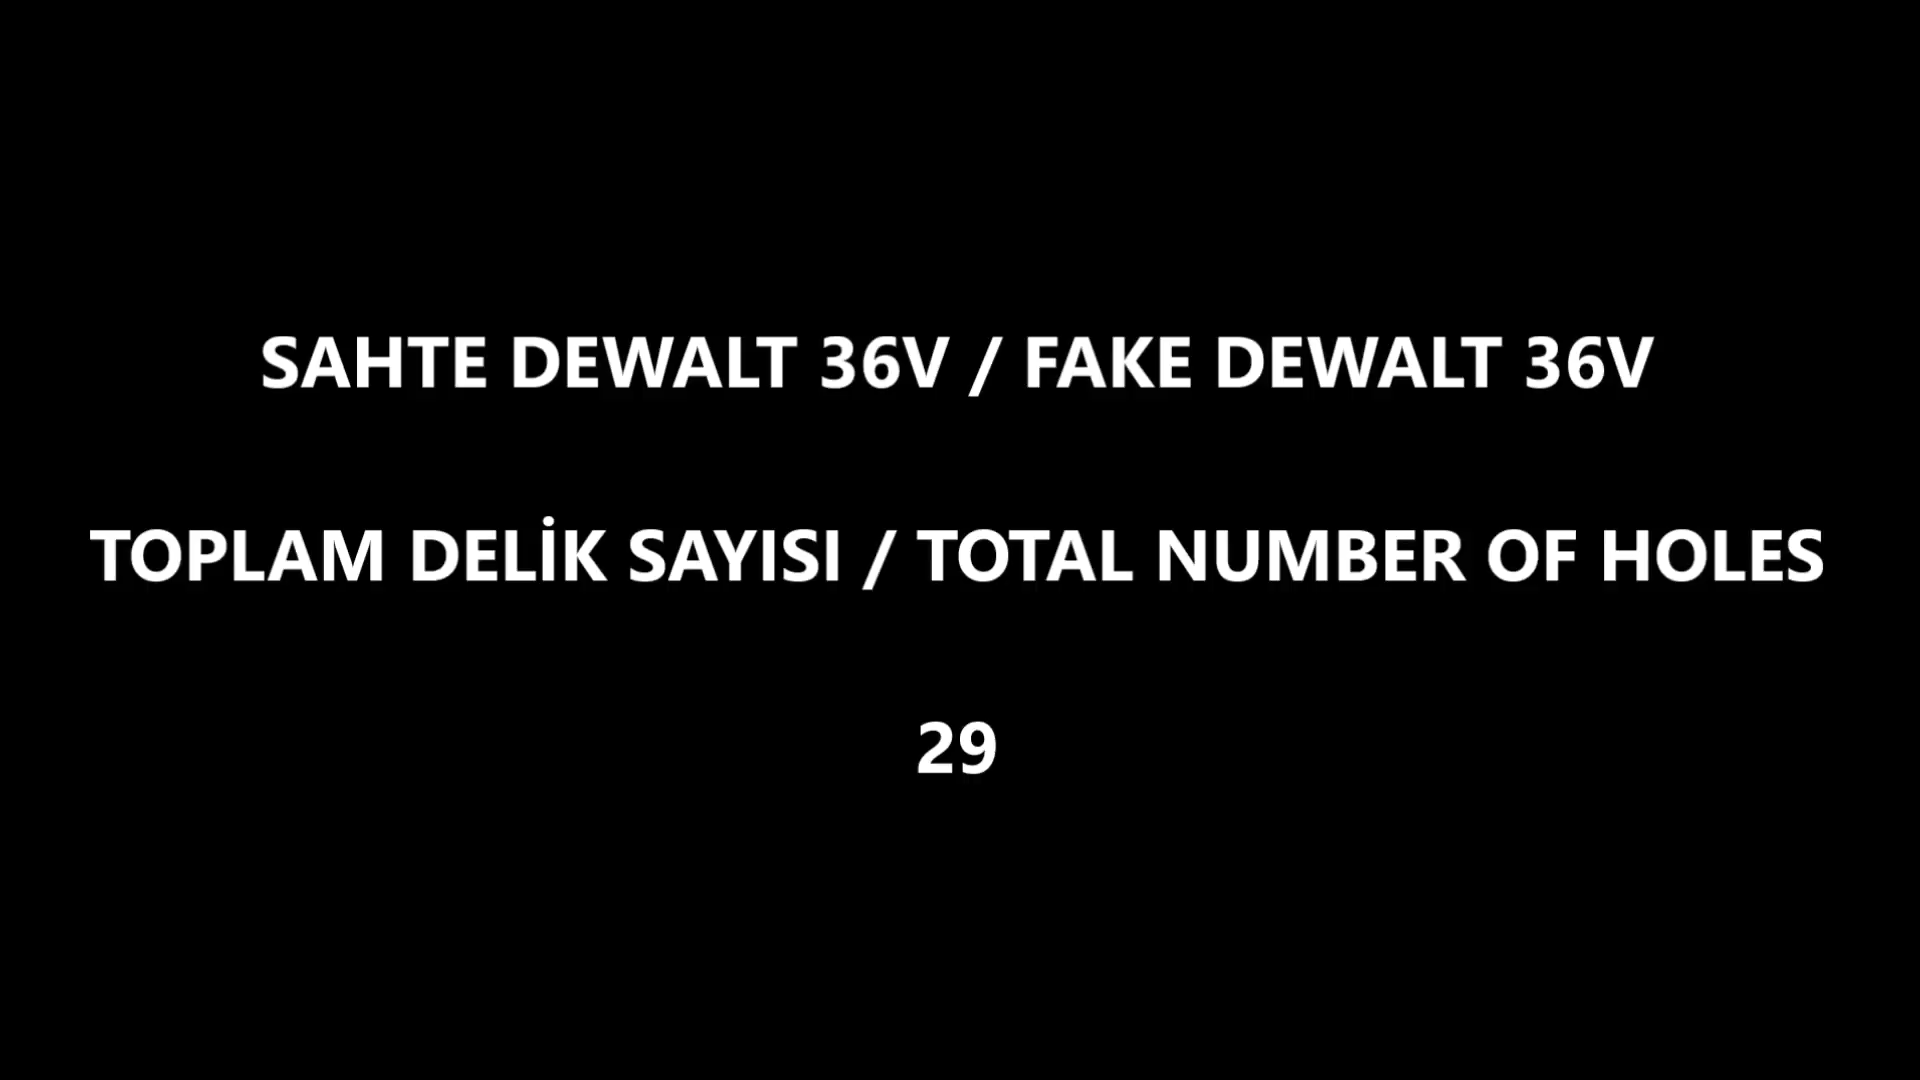 SAHTE DEWALT 36V / FAKE DEWALT 36V
TOPLAM DELİK SAYISI / TOTAL NUMBER OF HOLES
29